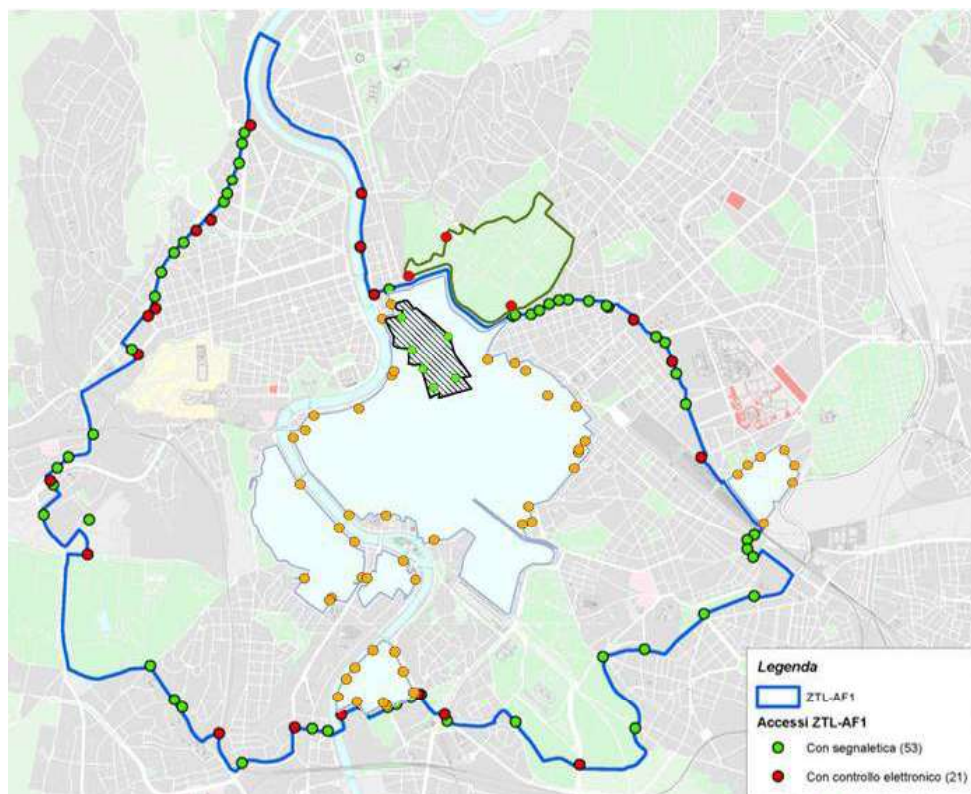 Legenda
ZTL-AF1
Accessi ZTL-AF1
Con segnaletica (53)
Con controllo elettronico (21)